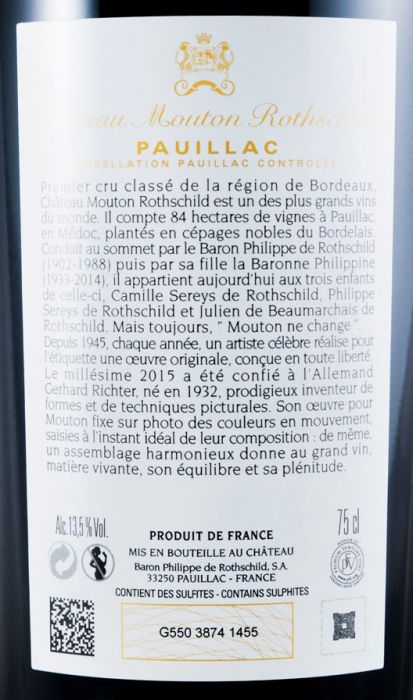 Château Mouton Rothschild
PAUILLAC
APPELLATION PAUILLAC CONTRÔLÉE
Premier cru classé de la région de Bordeaux,
Château Mouton Rothschild est un des plus grands vins
du monde. Il compte 84 hectares de vignes à Pauillac,
en Médoc, plantés en cépages nobles du Bordelais.
Conduit au sommet par le Baron Philippe de Rothschild
(1902-1988) puis par sa fille la Baronne Philippine
(1933-2014), il appartient aujourd'hui aux trois enfants
de celle-ci, Camille Sereys de Rothschild, Philippe
Sereys de Rothschild et Julien de Beaumarchais de
Rothschild. Mais toujours, " Mouton ne change ".
Depuis 1945, chaque année, un artiste célèbre réalise pour
l'étiquette une œuvre originale, conçue en toute liberté.
Le millésime 2015 a été confié à l'Allemand
Gerhard Richter, né en 1932, prodigieux inventeur de
formes et de techniques picturales. Son œuvre pour
Mouton fixe sur photo des couleurs en mouvement,
saisies à l'instant idéal de leur composition : de même,
un assemblage harmonieux donne au grand vin,
matière vivante, son équilibre et sa plénitude.
Alc. 13,5 % Vol.
PRODUIT DE FRANCE
75 cl
MIS EN BOUTEILLE AU CHÂTEAU
Baron Philippe de Rothschild, S.A.
33250 PAUILLAC - FRANCE
CONTIENT DES SULFITES - CONTAINS SULPHITES
G550 3874 1455